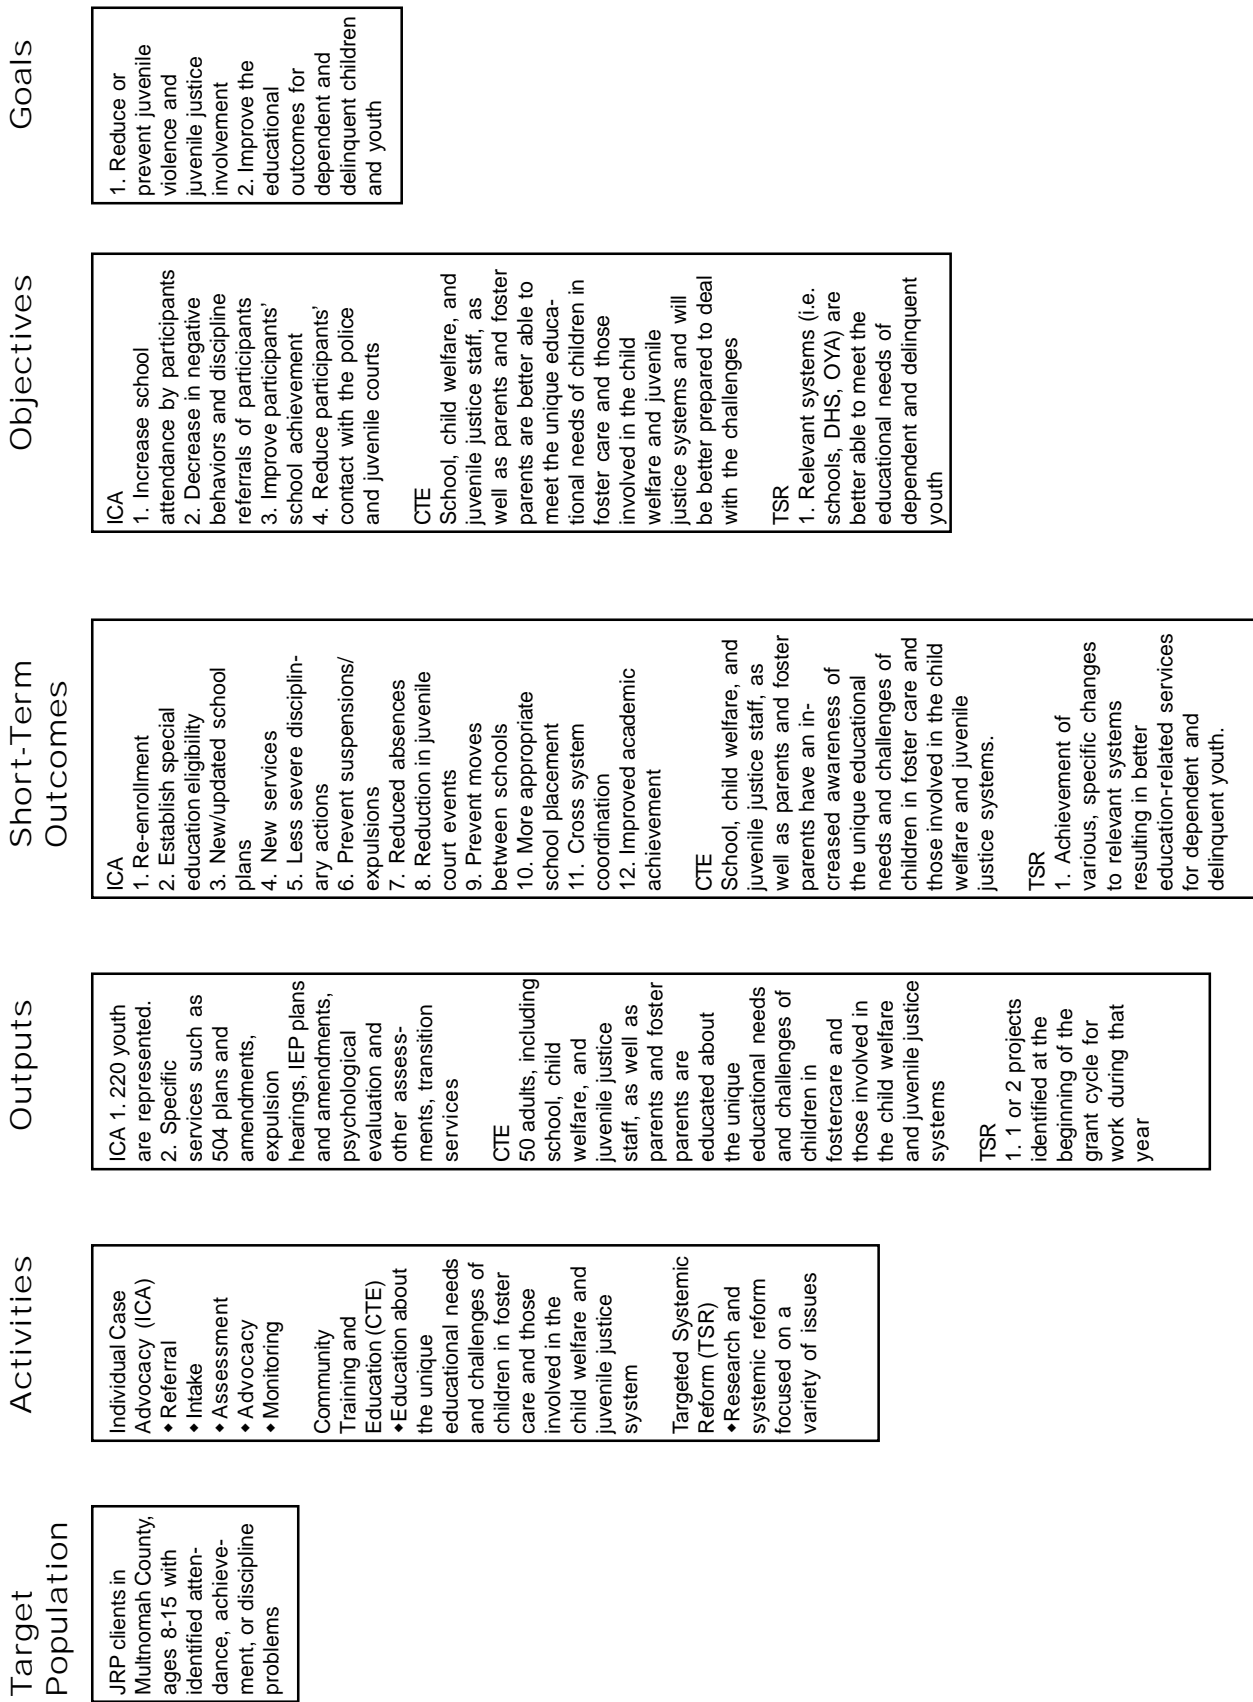 Target
Population
JRP clients in
Multnomah County,
ages 8-15 with
identified atten-
dance, achieve-
ment, or discipline
problems
Activities
Individual Case
Advocacy (ICA)
◆Referral
◆Intake
◆Assessment
◆Advocacy
◆Monitoring
Community
Training and
Education (CTE)
◆Education about
the unique
educational needs
and challenges of
children in foster
care and those
involved in the
child welfare and
juvenile justice
system
Targeted Systemic
Reform (TSR)
◆Research and
systemic reform
focused on a
variety of issues
Outputs
ICA 1. 220 youth
are represented.
2. Specific
services such as
504 plans and
amendments,
expulsion
hearings, IEP plans
and amendments,
psychological
evaluation and
other assess-
ments, transition
services
CTE
50 adults, including
school, child
welfare, and
juvenile justice
staff, as well as
parents and foster
parents are
educated about
the unique
educational needs
and challenges of
children in
fostercare and
those involved in
the child welfare
and juvenile justice
systems
TSR
1. 1 or 2 projects
identified at the
beginning of the
grant cycle for
work during that
year
Short-Term
Outcomes
ICA
1. Re-enrollment
2. Establish special
education eligibility
3. New/updated school
plans
4. New services
5. Less severe disciplin-
ary actions
6. Prevent suspensions/
expulsions
7. Reduced absences
8. Reduction in juvenile
court events
9. Prevent moves
between schools
10. More appropriate
school placement
11. Cross system
coordination
12. Improved academic
achievement
CTE
School, child welfare, and
juvenile justice staff, as
well as parents and foster
parents have an in-
creased awareness of
the unique educational
needs and challenges of
children in foster care and
those involved in the child
welfare and juvenile
justice systems.
TSR
1. Achievement of
various, specific changes
to relevant systems
resulting in better
education-related services
for dependent and
delinquent youth.
Objectives
ICA
1. Increase school
attendance by participants
2. Decrease in negative
behaviors and discipline
referrals of participants
3. Improve participants'
school achievement
4. Reduce participants'
contact with the police
and juvenile courts
CTE
School, child welfare, and
juvenile justice staff, as
well as parents and foster
parents are better able to
meet the unique educa-
tional needs of children in
foster care and those
involved in the child
welfare and juvenile
justice systems and will
be better prepared to deal
with the challenges
TSR
1. Relevant systems (i.e.
schools, DHS, OYA) are
better able to meet the
educational needs of
dependent and delinquent
youth
Goals
1. Reduce or
prevent juvenile
violence and
juvenile justice
involvement
2. Improve the
educational
outcomes for
dependent and
delinquent children
and youth